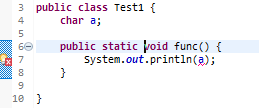 3 public class Test1 {
4 char a;
5
6 public static void func() {
7 System.out.println(a);
8 }
9
10 }